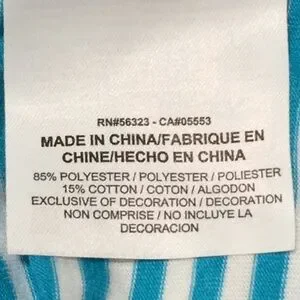 RN#56323 - CA#05553
MADE IN CHINA/FABRIQUE EN
CHINE/HECHO EN CHINA
85% POLYESTER / POLYESTER / POLIESTER
15% COTTON / COTON / ALGODON
EXCLUSIVE OF DECORATION / DECORATION
NON COMPRISE / NO INCLUYE LA
DECORACION